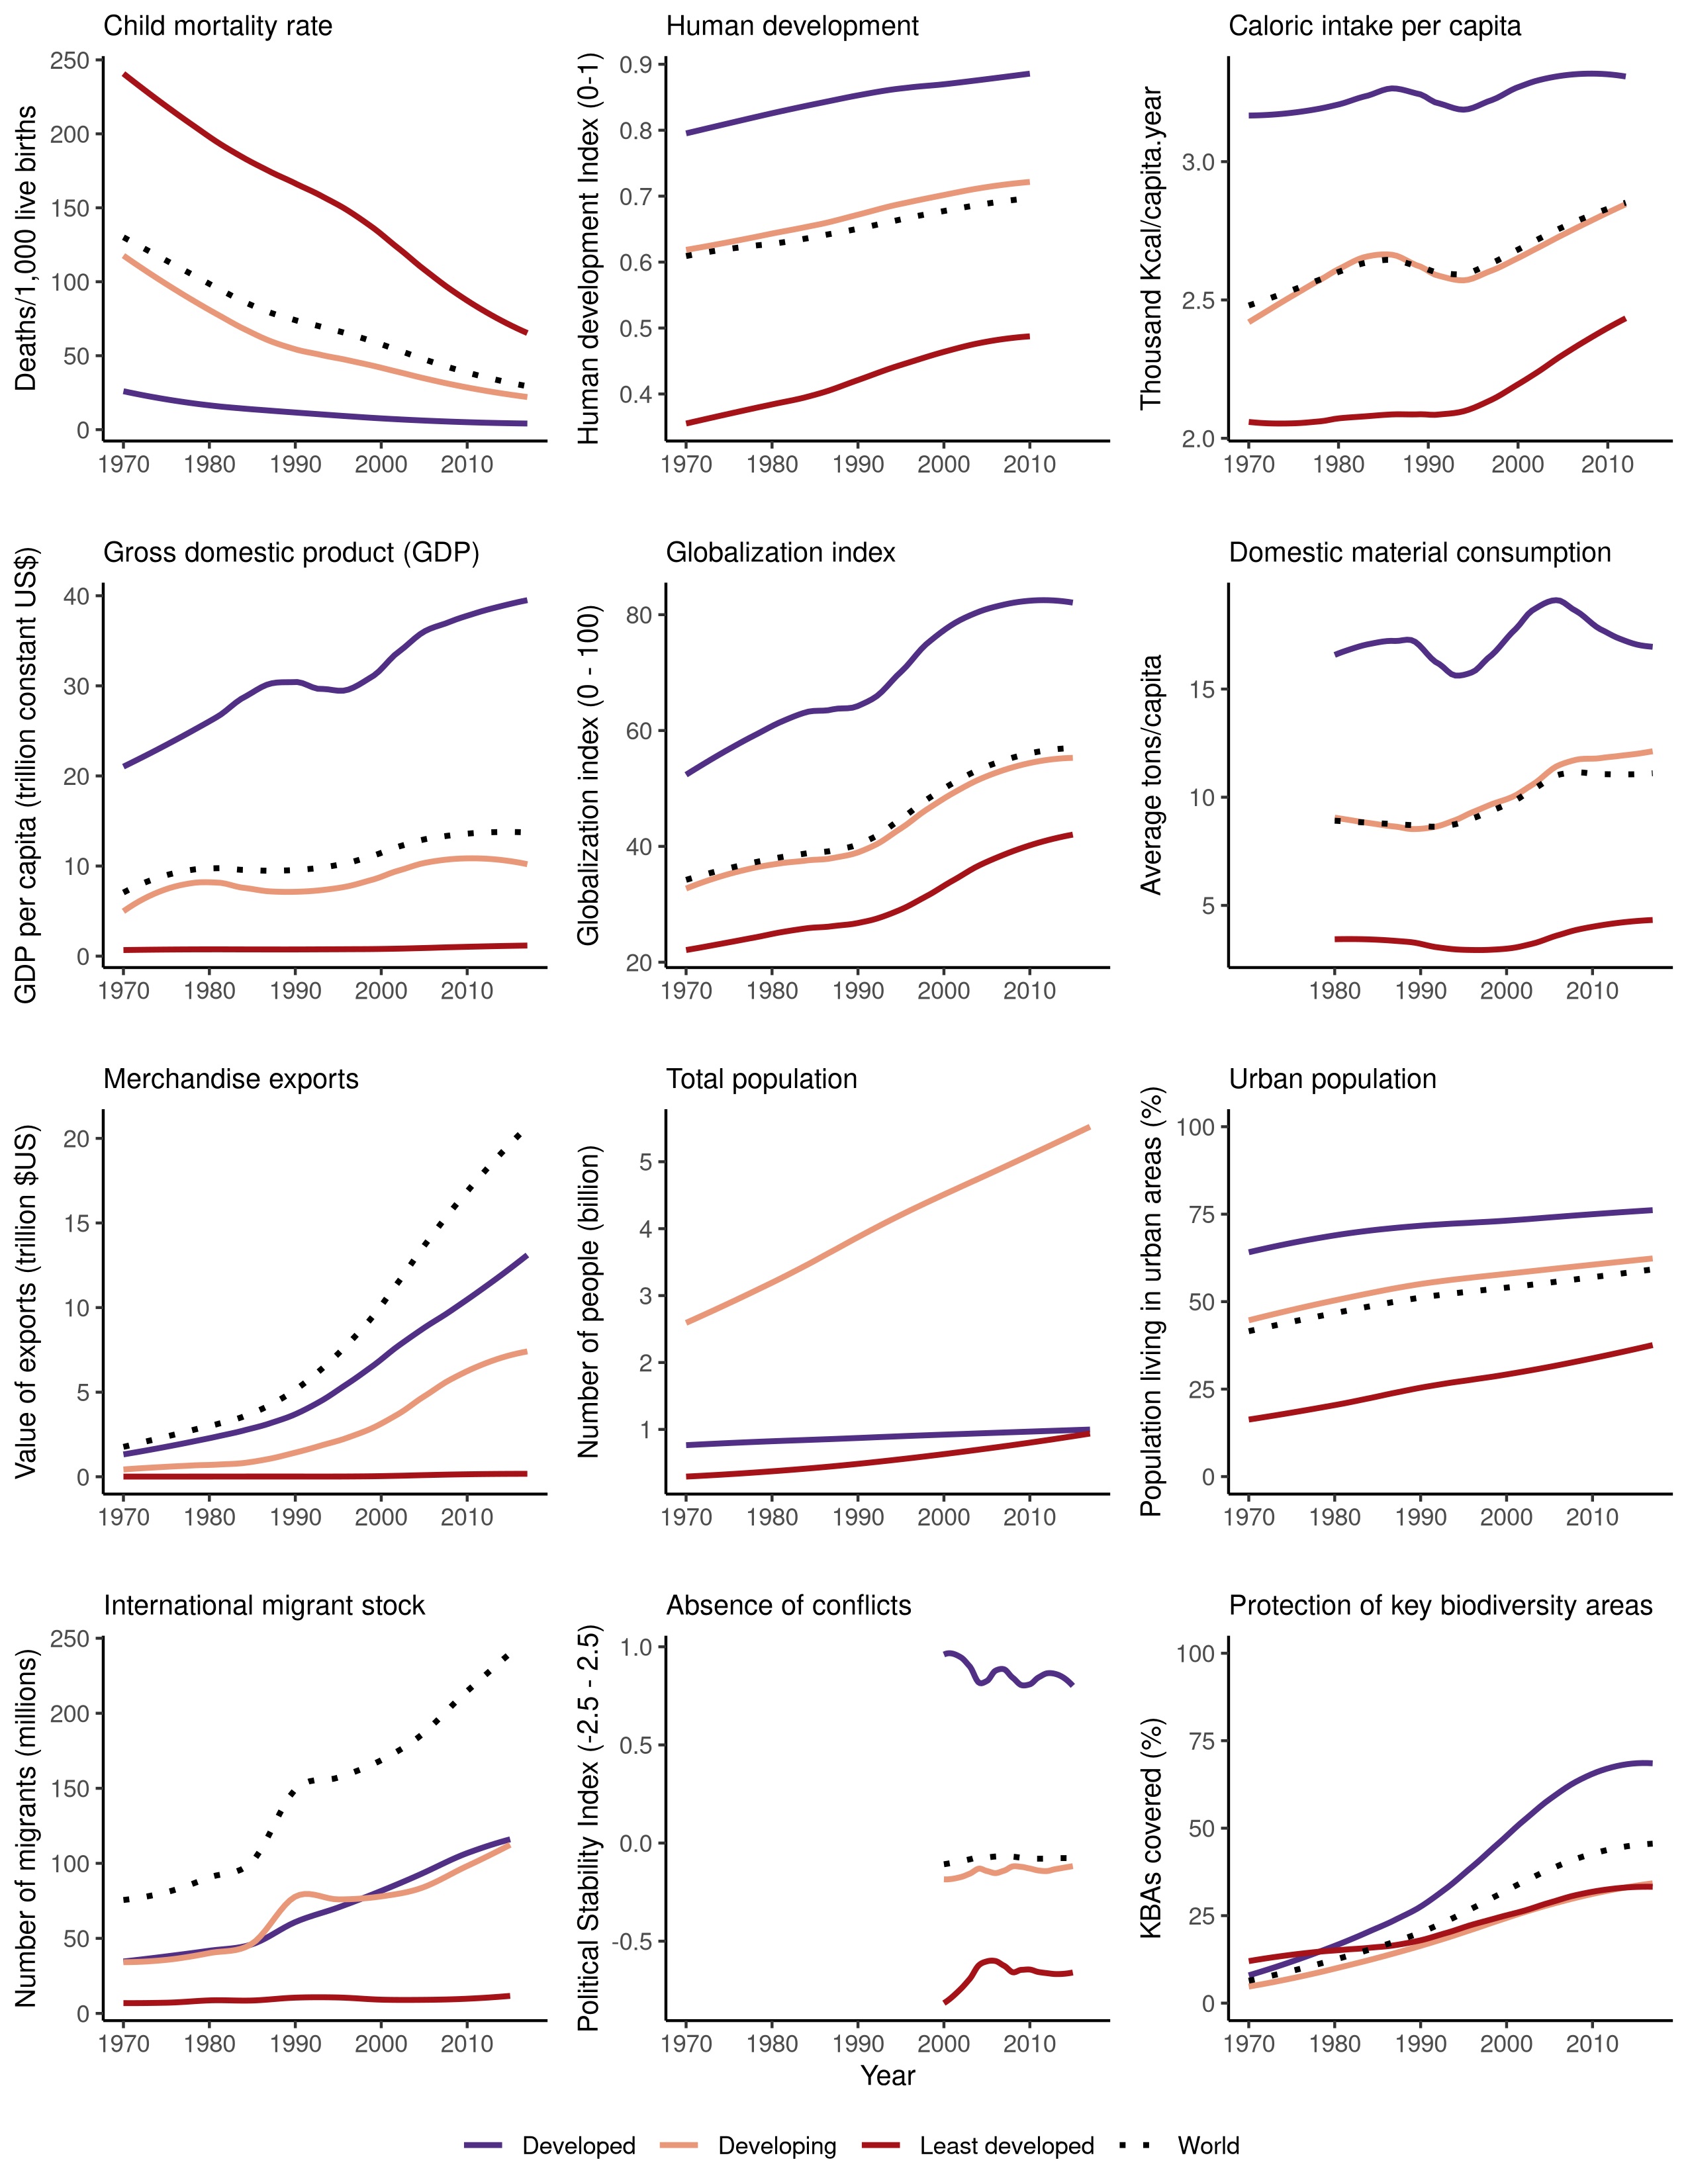 Child mortality rate
Deaths/1,000 live births
250
200
150
100
50
0
1970 1980 1990 2000 2010
Human development
Human development Index (0-1)
0.9
0.8
0.7
0.6
0.5
0.4
1970 1980 1990 2000 2010
Caloric intake per capita
Thousand Kcal/capita.year
3.0
2.5
2.0
1970 1980 1990 2000 2010
Gross domestic product (GDP)
GDP per capita (trillion constant US$)
40
30
20
10
0
1970 1980 1990 2000 2010
Globalization index
Globalization index (0 - 100)
80
60
40
20
1970 1980 1990 2000 2010
Domestic material consumption
Average tons/capita
15
10
5
1980 1990 2000 2010
Merchandise exports
Value of exports (trillion $US)
20
15
10
5
0
1970 1980 1990 2000 2010
Total population
Number of people (billion)
5
4
3
2
1
1970 1980 1990 2000 2010
Urban population
Population living in urban areas (%)
100
75
50
25
0
1970 1980 1990 2000 2010
International migrant stock
Number of migrants (millions)
250
200
150
100
50
0
1970 1980 1990 2000 2010
Absence of conflicts
Political Stability Index (-2.5 - 2.5)
1.0
0.5
0.0
-0.5
1970 1980 1990 2000 2010
Protection of key biodiversity areas
KBAs covered (%)
100
75
50
25
0
1970 1980 1990 2000 2010
Year
Developed Developing Least developed World